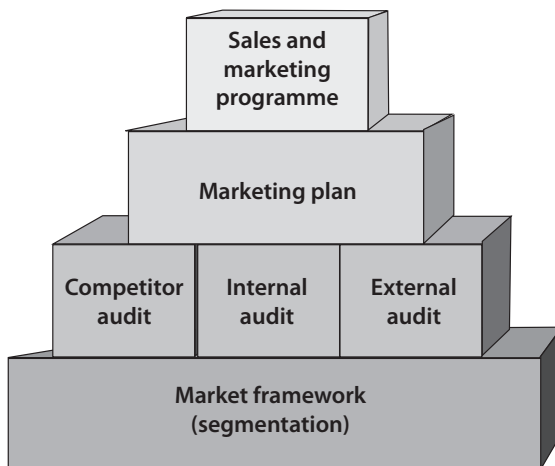 Sales and
marketing
programme
Marketing plan
Competitor
audit
Internal
audit
External
audit
Market framework
(segmentation)